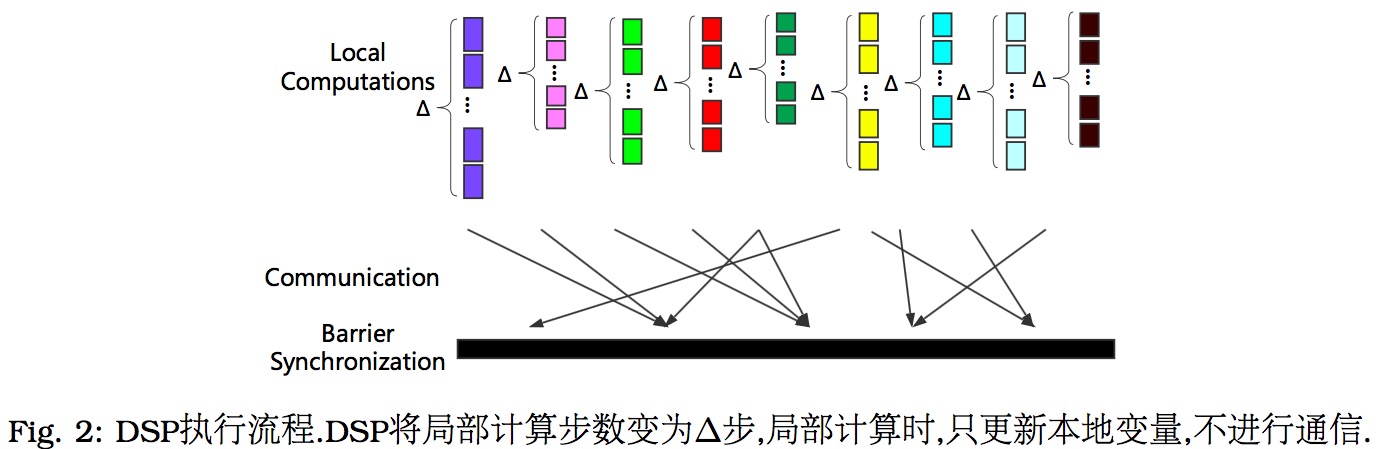 Local
Computations
Δ
Δ
Δ
Δ
Δ
Δ
Δ
Δ
Δ
Communication
Barrier
Synchronization
Fig. 2: DSP执行流程.DSP将局部计算步数变为Δ步,局部计算时,只更新本地变量,不进行通信.